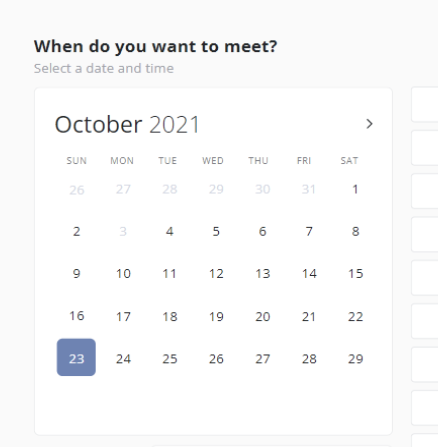 When do you want to meet?
Select a date and time
October 2021
SUN MON TUE WED THU FRI SAT
26 27 28 29 30 31 1
2 3 4 5 6 7 8
9 10 11 12 13 14 15
16 17 18 19 20 21 22
23 24 25 26 27 28 29